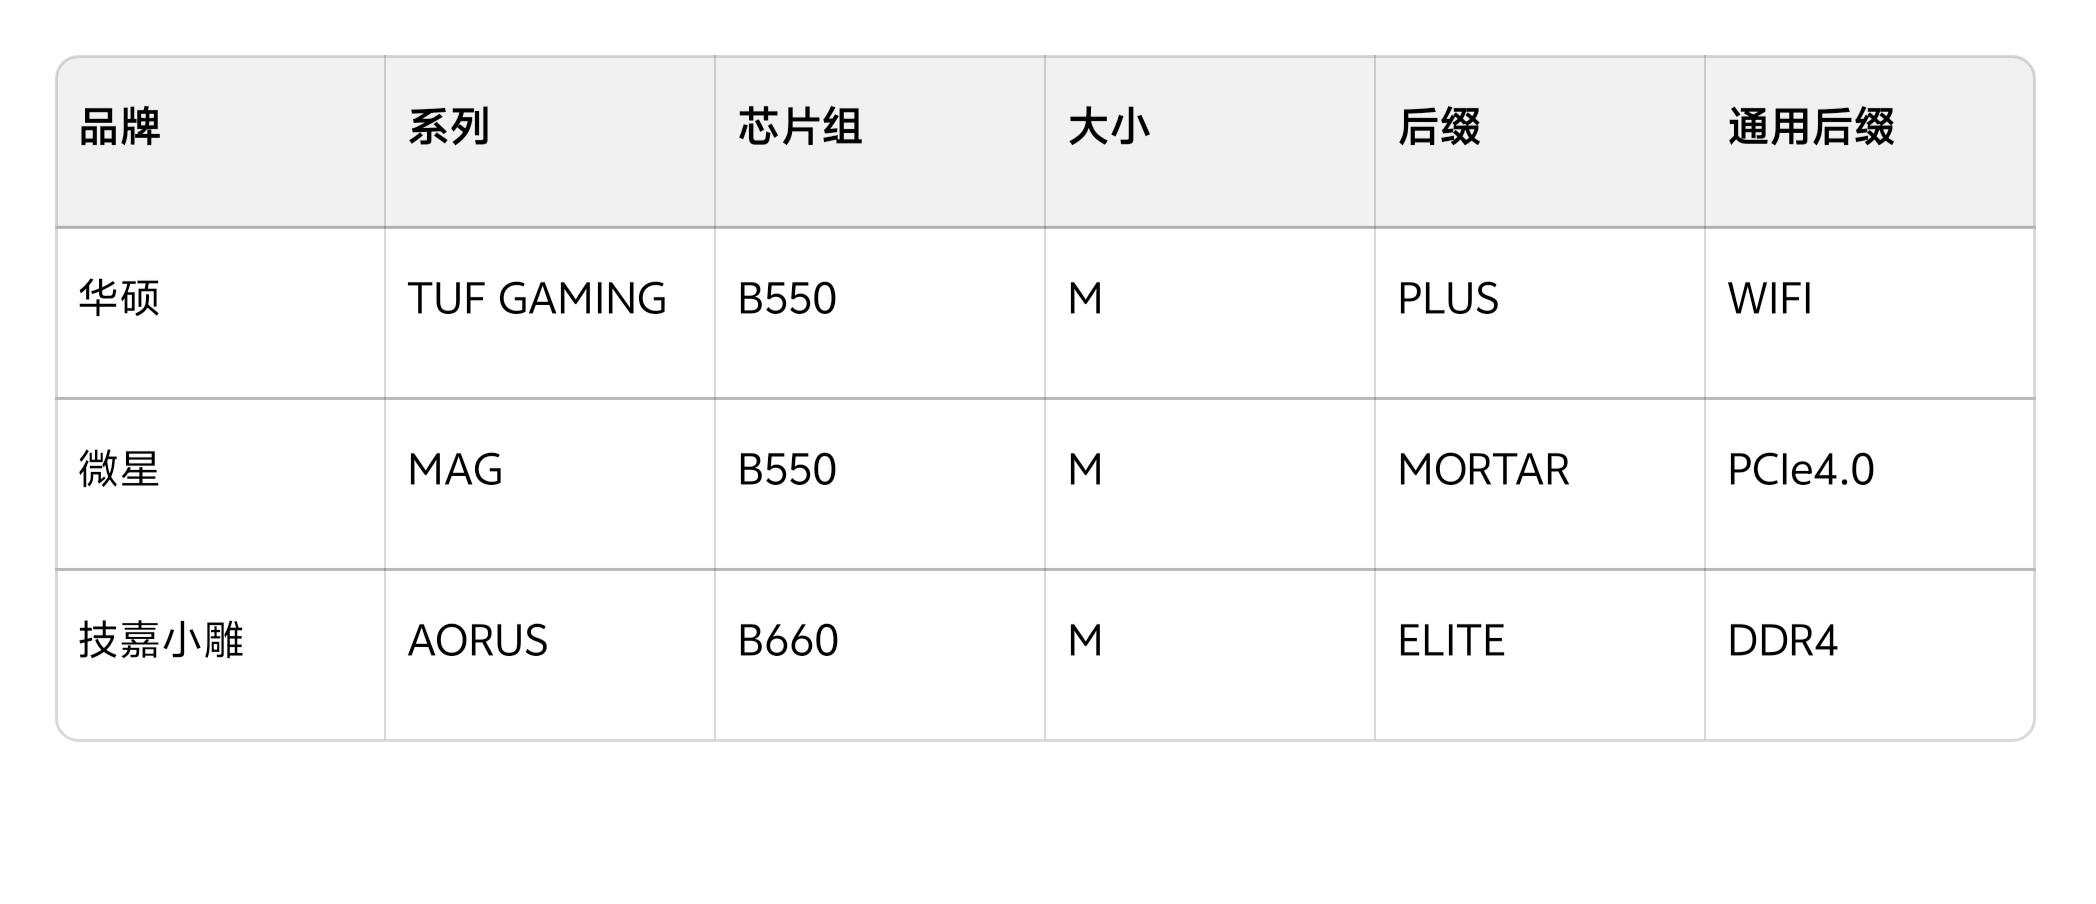 品牌 系列 芯片组 大小 后缀 通用后缀
华硕 TUF GAMING B550 M PLUS WIFI
微星 MAG B550 M MORTAR PCIe4.0
技嘉小雕 AORUS B660 M ELITE DDR4